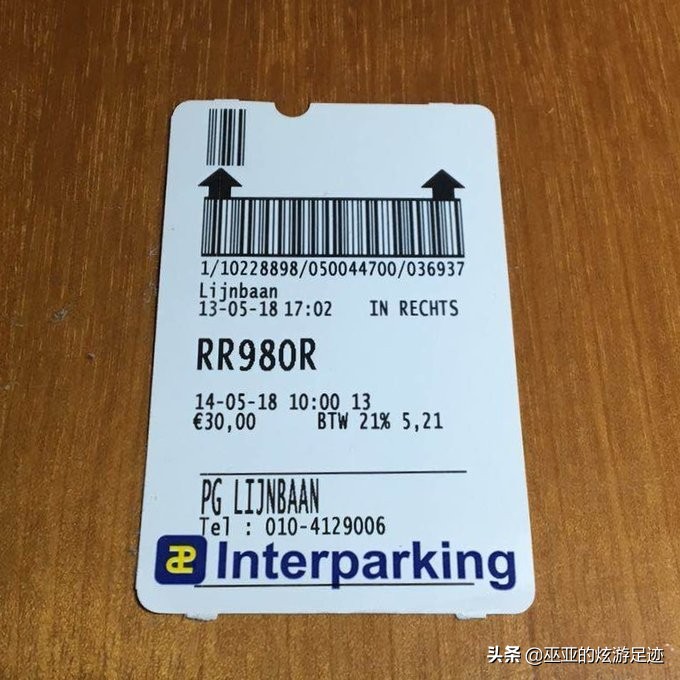 1/10228898/050044700/036937
Lijnbaan
13-05-18 17:02 IN RECHTS
RR980R
14-05-18 10:00 13
€30,00 BTW 21% 5,21
PG LIJNBAAN
Tel : 010-4129006
Interparking
头条 @巫亚的炫游足迹